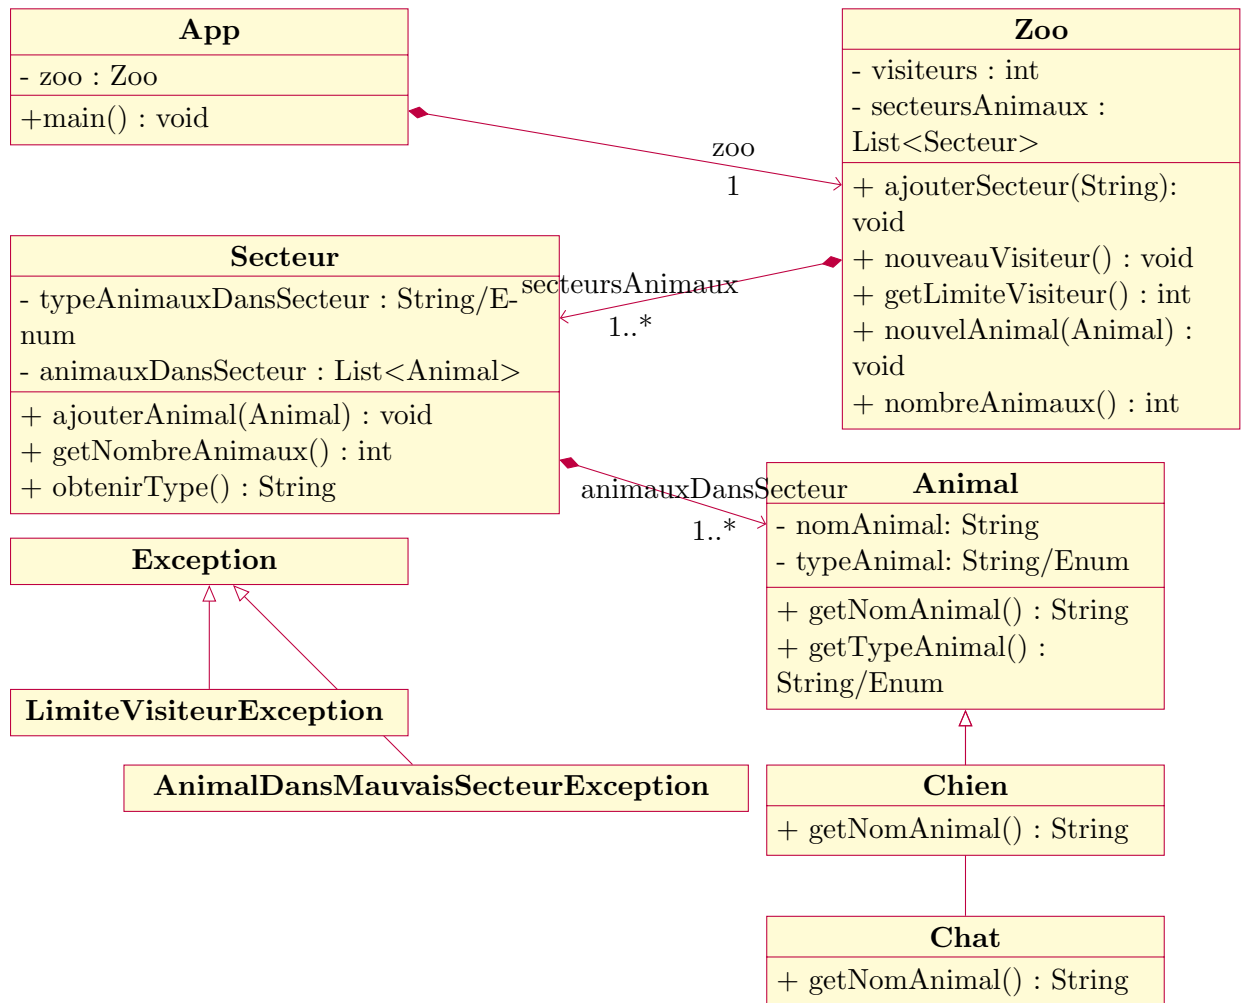 App
- zoo : Zoo
+main() : void
Zoo
- visiteurs : int
- secteursAnimaux :
List<Secteur>
+ ajouterSecteur(String):
void
+ nouveauVisiteur() : void
+ getLimiteVisiteur() : int
+ nouvelAnimal(Animal) :
void
+ nombreAnimaux() : int
zoo
1
Secteur
- typeAnimauxDansSecteur : String/E-
num
- animauxDansSecteur : List<Animal>
+ ajouterAnimal(Animal) : void
+ getNombreAnimaux() : int
+ obtenirType() : String
secteursAnimaux
1..*
animauxDansSecteur
1..*
Animal
- nomAnimal: String
- typeAnimal: String/Enum
+ getNomAnimal() : String
+ getTypeAnimal() :
String/Enum
Exception
LimiteVisiteurException
AnimalDansMauvaisSecteurException
Chien
+ getNomAnimal() : String
Chat
+ getNomAnimal() : String